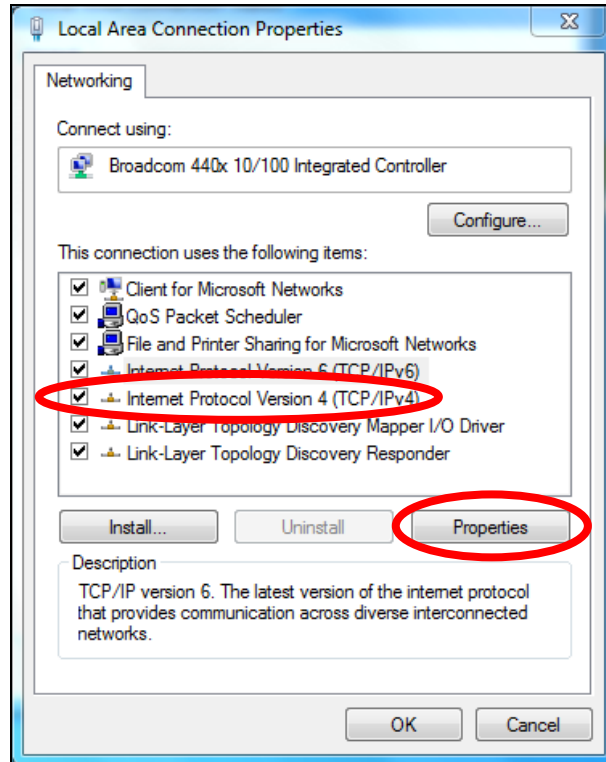 Local Area Connection Properties
Networking
Connect using:
Broadcom 440x 10/100 Integrated Controller
Configure...
This connection uses the following items:
Client for Microsoft Networks
QoS Packet Scheduler
File and Printer Sharing for Microsoft Networks
Internet Protocol Version 6 (TCP/IPv6)
Internet Protocol Version 4 (TCP/IPv4)
Link-Layer Topology Discovery Mapper I/O Driver
Link-Layer Topology Discovery Responder
Install... Uninstall Properties
Description
TCP/IP version 6. The latest version of the internet protocol
that provides communication across diverse interconnected
networks.
OK Cancel